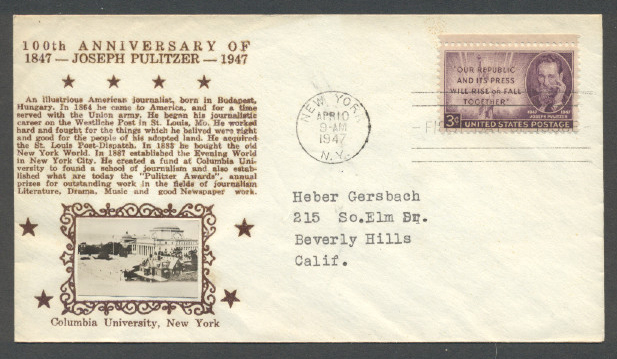 100th ANNIVERSARY OF
1847 — JOSEPH PULITZER — 1947
An illustrious American journalist, born in Budapest,
Hungary. In 1864 he came to America, and for a time
served with the Union army. He began his journalistic
career on the Westliche Post in St. Louis, Mo. He worked
hard and fought for the things which he belived were right
and good for the people of his adopted land. He acquired
the St. Louis Post-Dispatch. In 1883 he bought the old
New York World. In 1887 established the Evening World
in New York City. He created a fund at Columbia Uni-
versity to found a school of journalism and also estab-
lished what are today the "Pulitzer Awards", annual
prizes for outstanding work in the fields of journalism
Literature, Drama, Music and good Newspaper work.
Columbia University, New York
NEW YORK
APR 10
9-AM
1947
N.Y.
"OUR REPUBLIC
AND ITS PRESS
WILL RISE OR FALL
TOGETHER"
1847 1947
JOSEPH PULITZER
3¢ UNITED STATES POSTAGE
Heber Gersbach
215 So.Elm Dr.
Beverly Hills
Calif.